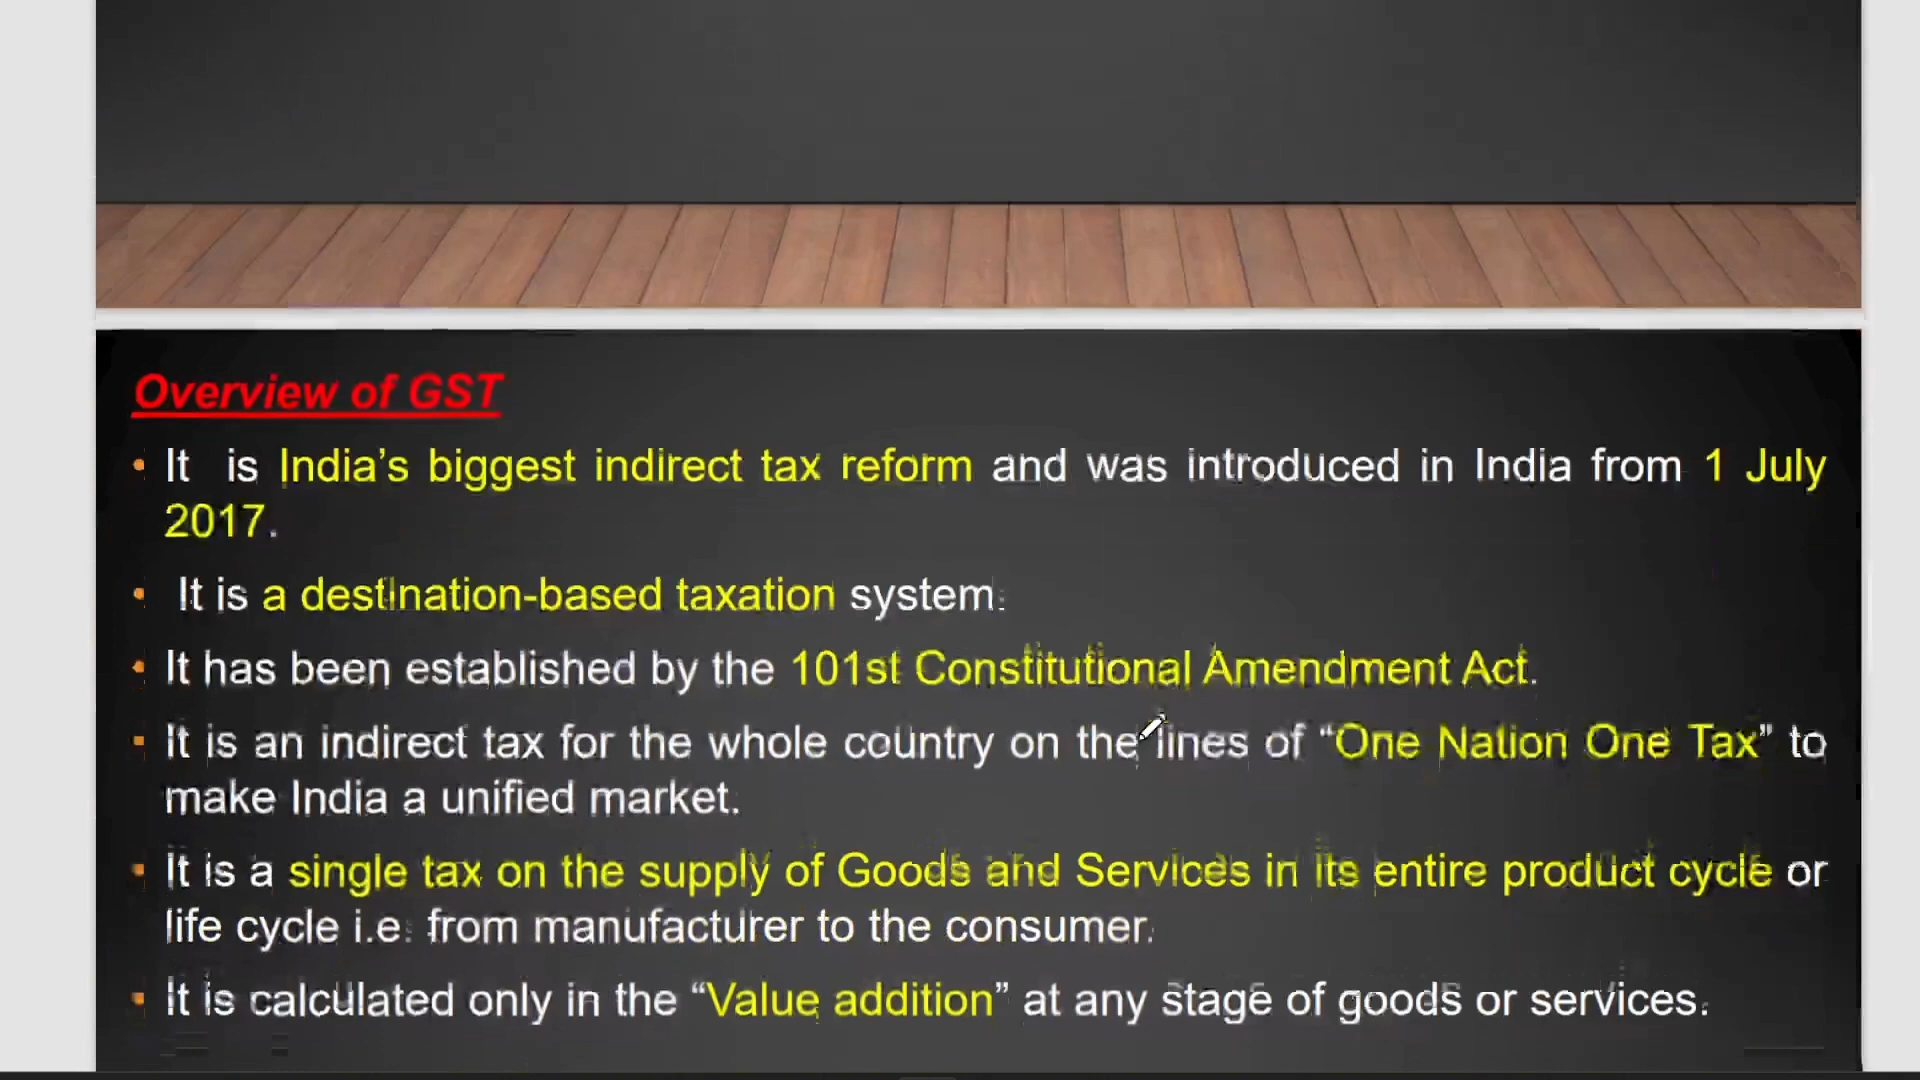 Overview of GST
• It is India’s biggest indirect tax reform and was introduced in India from 1 July
2017.
• It is a destination-based taxation system.
• It has been established by the 101st Constitutional Amendment Act.
• It is an indirect tax for the whole country on the lines of “One Nation One Tax” to
make India a unified market.
• It is a single tax on the supply of Goods and Services in its entire product cycle or
life cycle i.e. from manufacturer to the consumer.
• It is calculated only in the “Value addition” at any stage of goods or services.